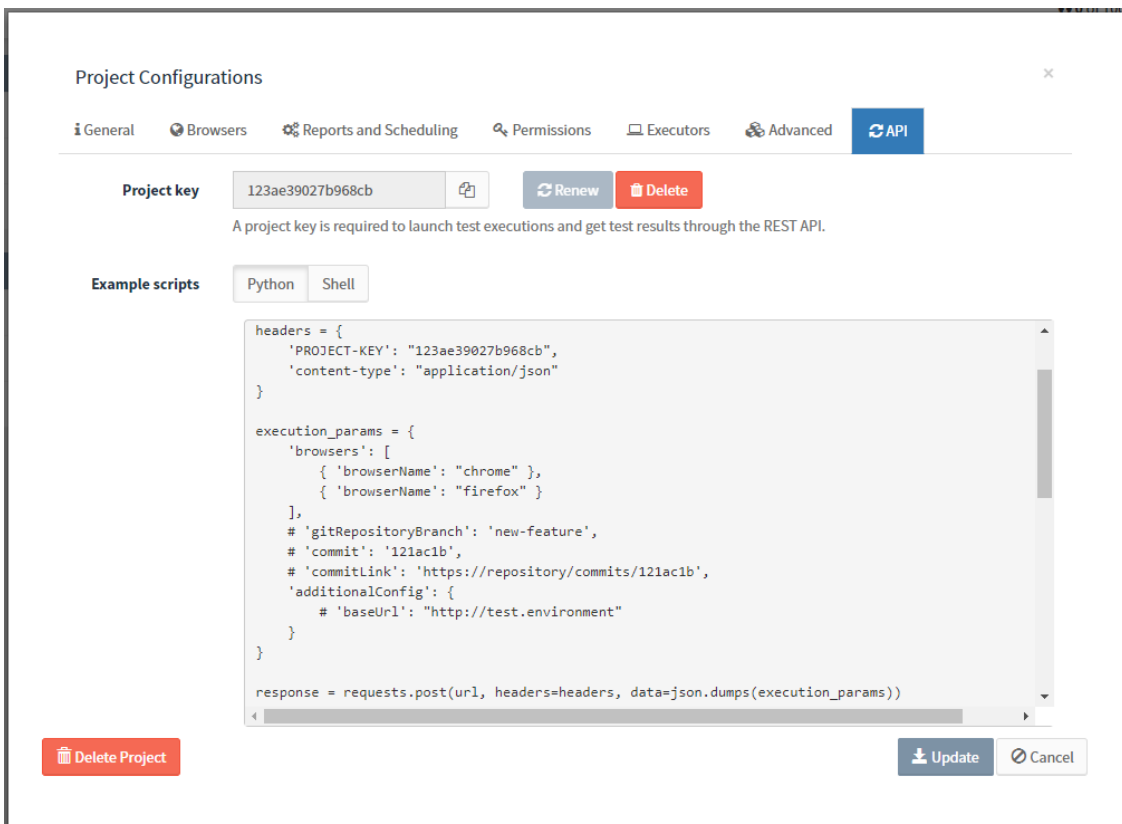 Project Configurations
×
General Browsers Reports and Scheduling Permissions Executors Advanced API
Project key 123ae39027b968cb Renew Delete
A project key is required to launch test executions and get test results through the REST API.
Example scripts Python Shell
headers = {
    'PROJECT-KEY': "123ae39027b968cb",
    'content-type': "application/json"
}
execution_params = {
    'browsers': [
        { 'browserName': "chrome" },
        { 'browserName': "firefox" }
    ],
    # 'gitRepositoryBranch': 'new-feature',
    # 'commit': '121ac1b',
    # 'commitLink': 'https://repository/commits/121ac1b',
    'additionalConfig': {
        # 'baseUrl': "http://test.environment"
    }
}
response = requests.post(url, headers=headers, data=json.dumps(execution_params))
Delete Project Update Cancel